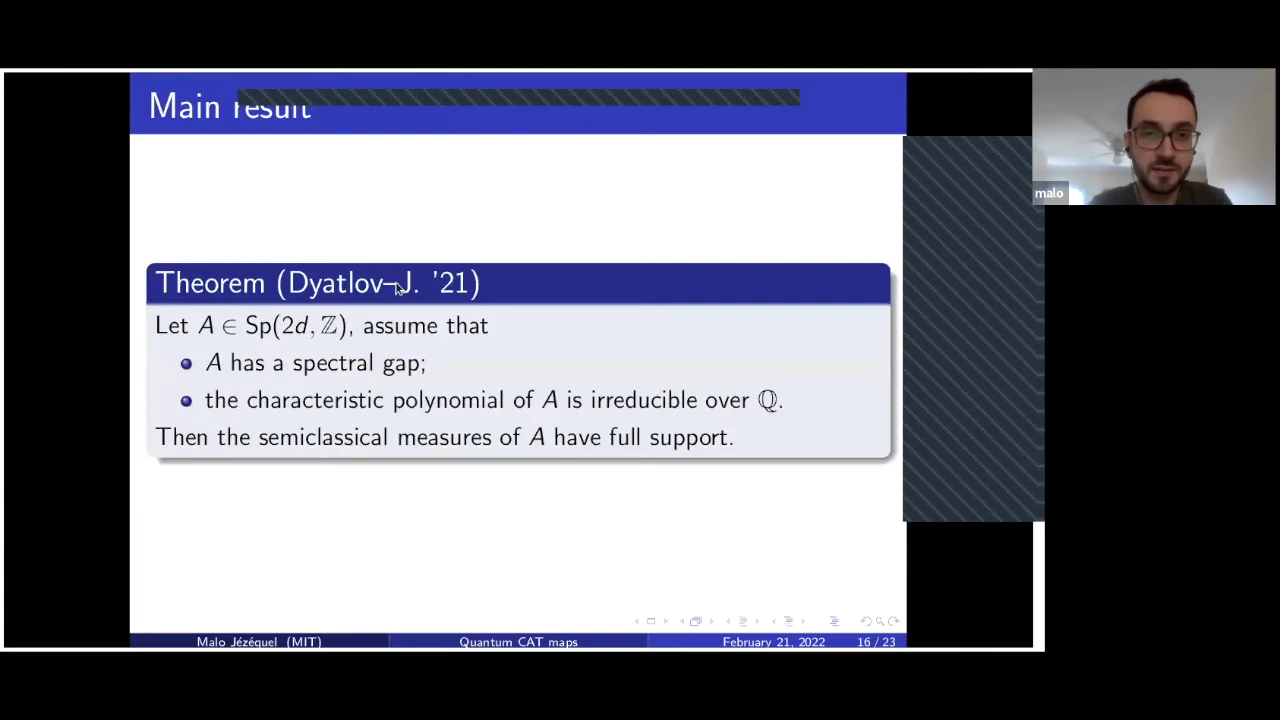 Main result
Theorem (Dyatlov–J. '21)
Let A ∈ Sp(2d, ℤ), assume that
A has a spectral gap;
the characteristic polynomial of A is irreducible over ℚ.
Then the semiclassical measures of A have full support.
malo
Malo Jézéquel (MIT)
Quantum CAT maps
February 21, 2022
16 / 23